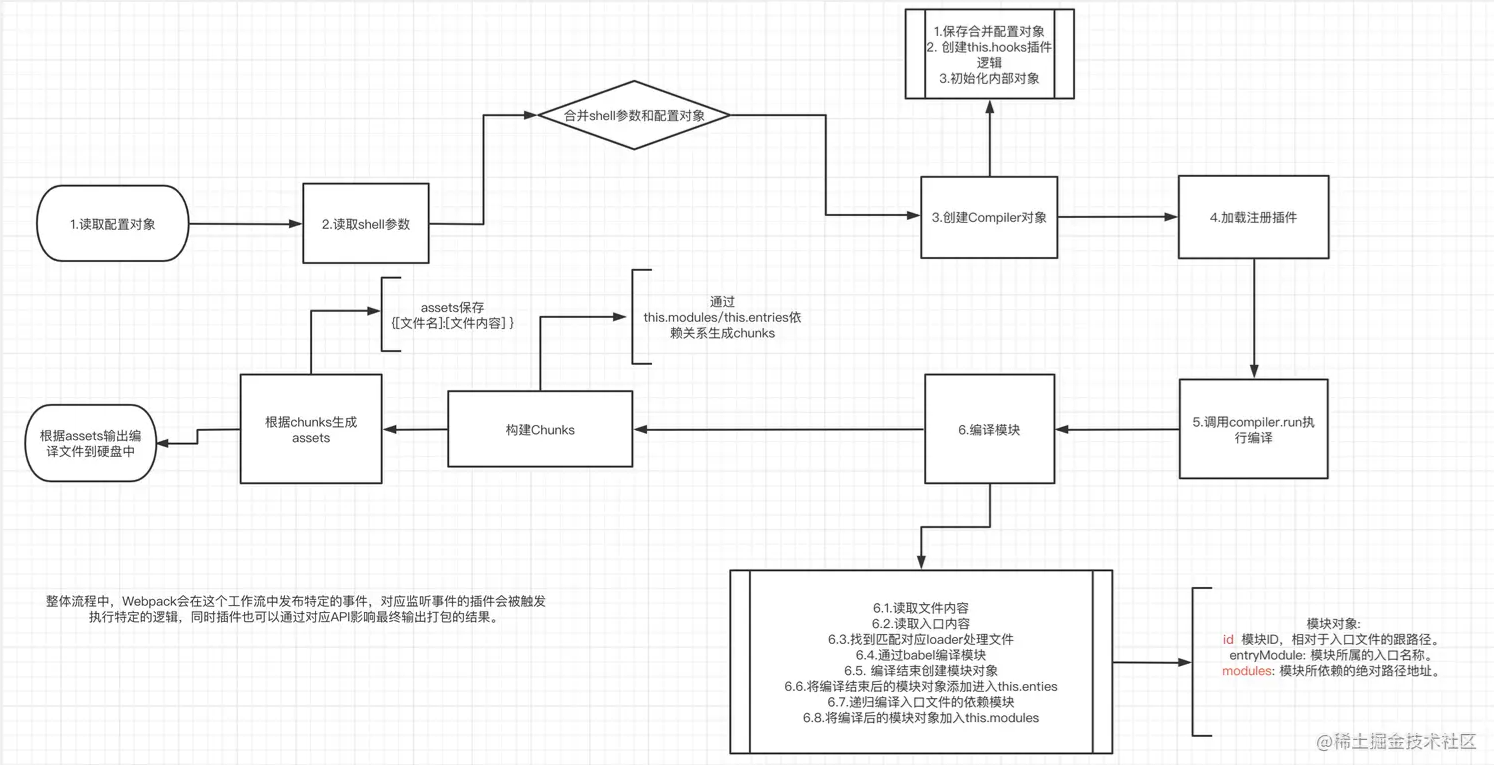 1.保存合并配置对象
2. 创建this.hooks插件
逻辑
3.初始化内部对象
合并shell参数和配置对象
1.读取配置对象
2.读取shell参数
3.创建Compiler对象
4.加载注册插件
assets保存
{[文件名]:[文件内容] }
通过
this.modules/this.entries依
赖关系生成chunks
根据assets输出编
译文件到硬盘中
根据chunks生成
assets
构建Chunks
6.编译模块
5.调用compiler.run执
行编译
整体流程中，Webpack会在这个工作流中发布特定的事件，对应监听事件的插件会被触发
执行特定的逻辑，同时插件也可以通过对应API影响最终输出打包的结果。
6.1.读取文件内容
6.2.读取入口内容
6.3.找到匹配对应loader处理文件
6.4.通过babel编译模块
6.5. 编译结束创建模块对象
6.6.将编译结束后的模块对象添加进入this.enties
6.7.递归编译入口文件的依赖模块
6.8.将编译后的模块对象加入this.modules
模块对象:
id 模块ID，相对于入口文件的跟路径。
entryModule: 模块所属的入口名称。
modules: 模块所依赖的绝对路径地址。
@稀土掘金技术社区